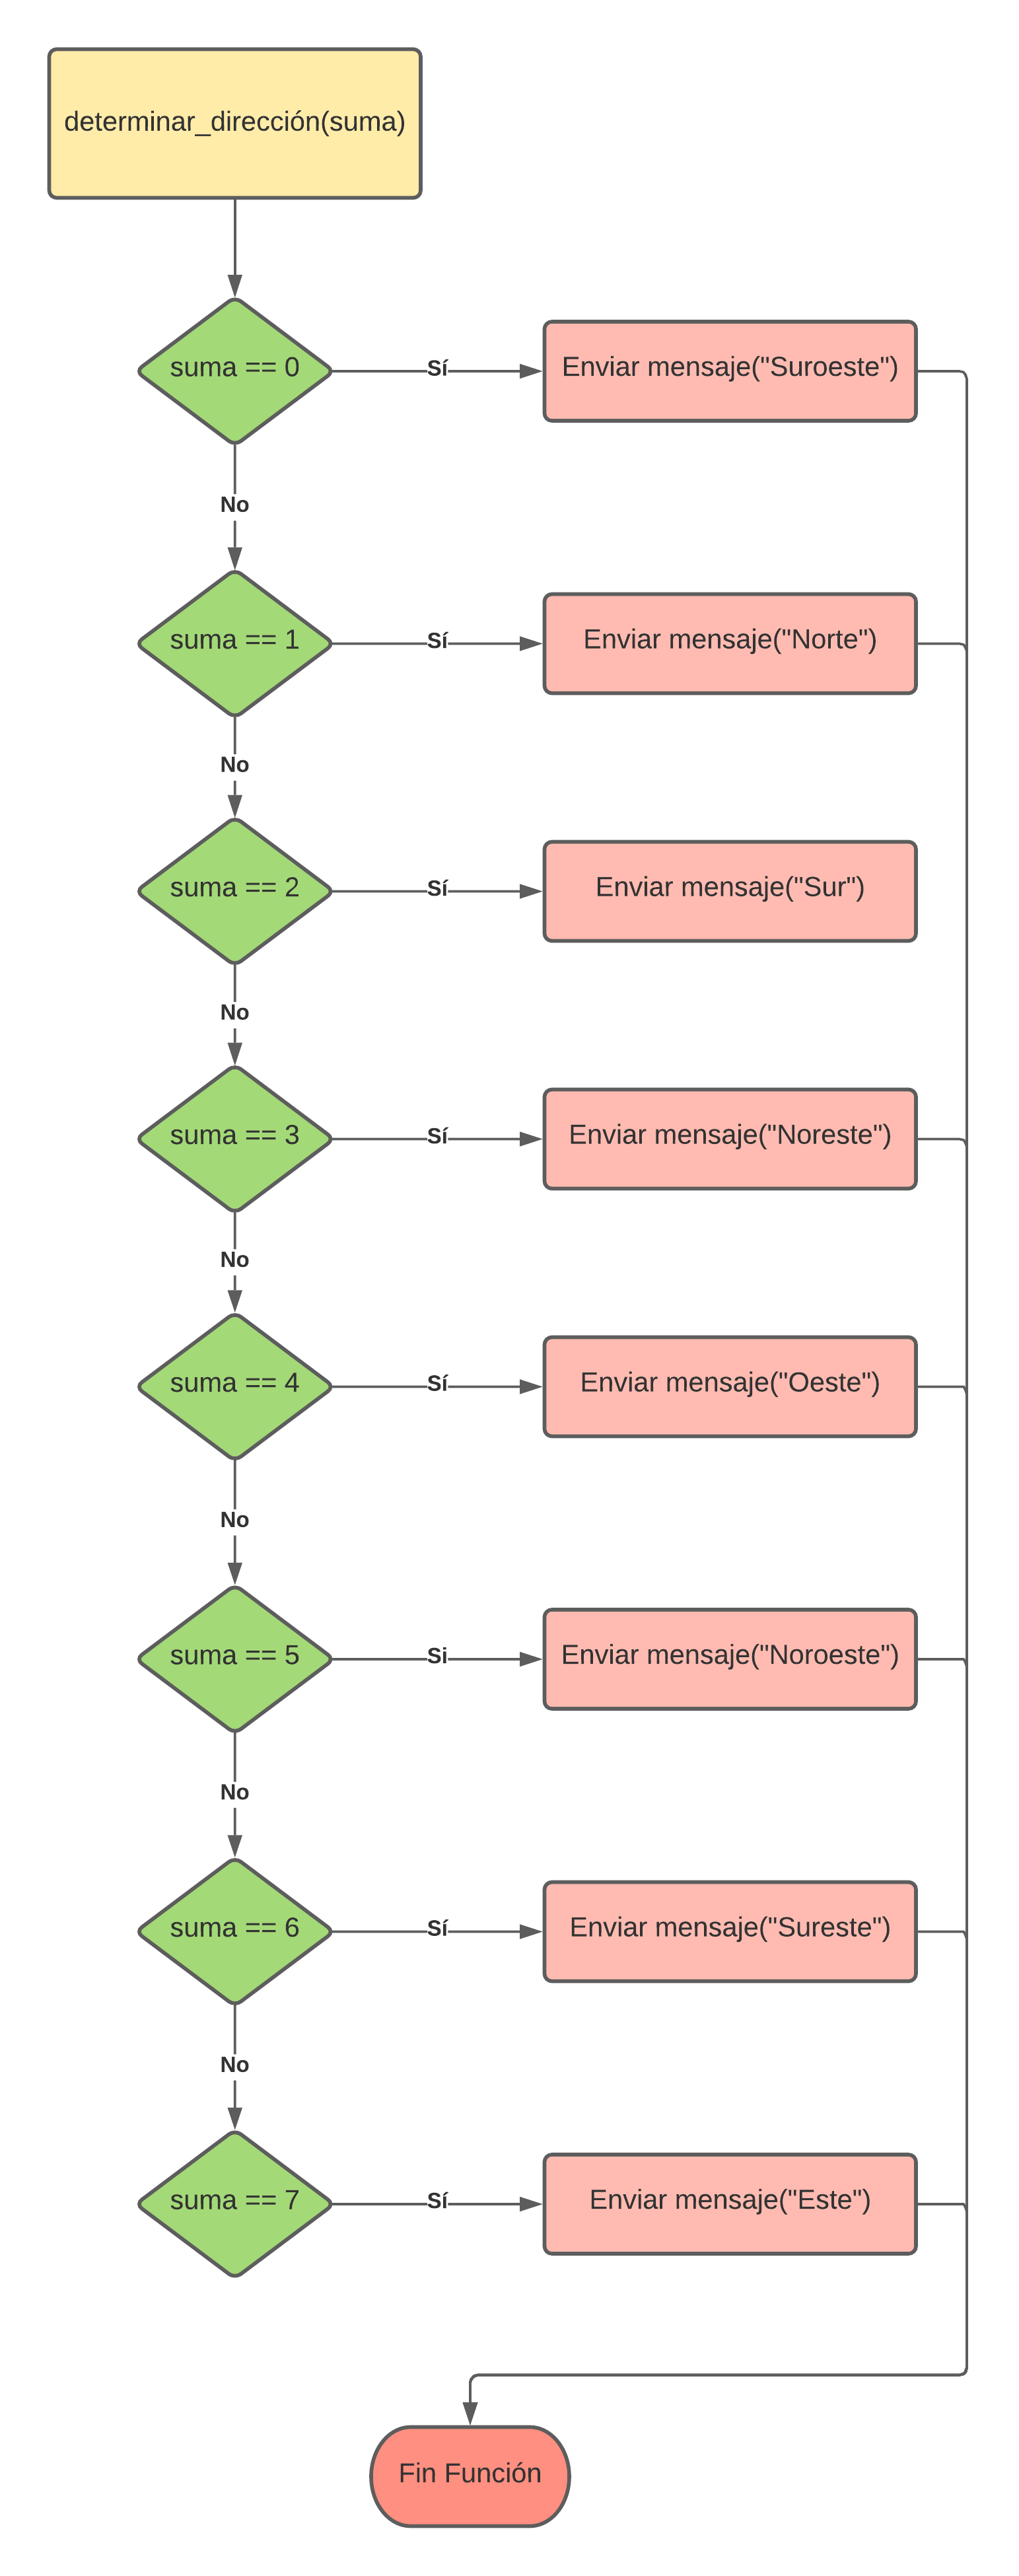 determinar_dirección(suma)
suma == 0
Sí
Enviar mensaje("Suroeste")
No
suma == 1
Sí
Enviar mensaje("Norte")
No
suma == 2
Sí
Enviar mensaje("Sur")
No
suma == 3
Sí
Enviar mensaje("Noreste")
No
suma == 4
Sí
Enviar mensaje("Oeste")
No
suma == 5
Si
Enviar mensaje("Noroeste")
No
suma == 6
Sí
Enviar mensaje("Sureste")
No
suma == 7
Sí
Enviar mensaje("Este")
Fin Función